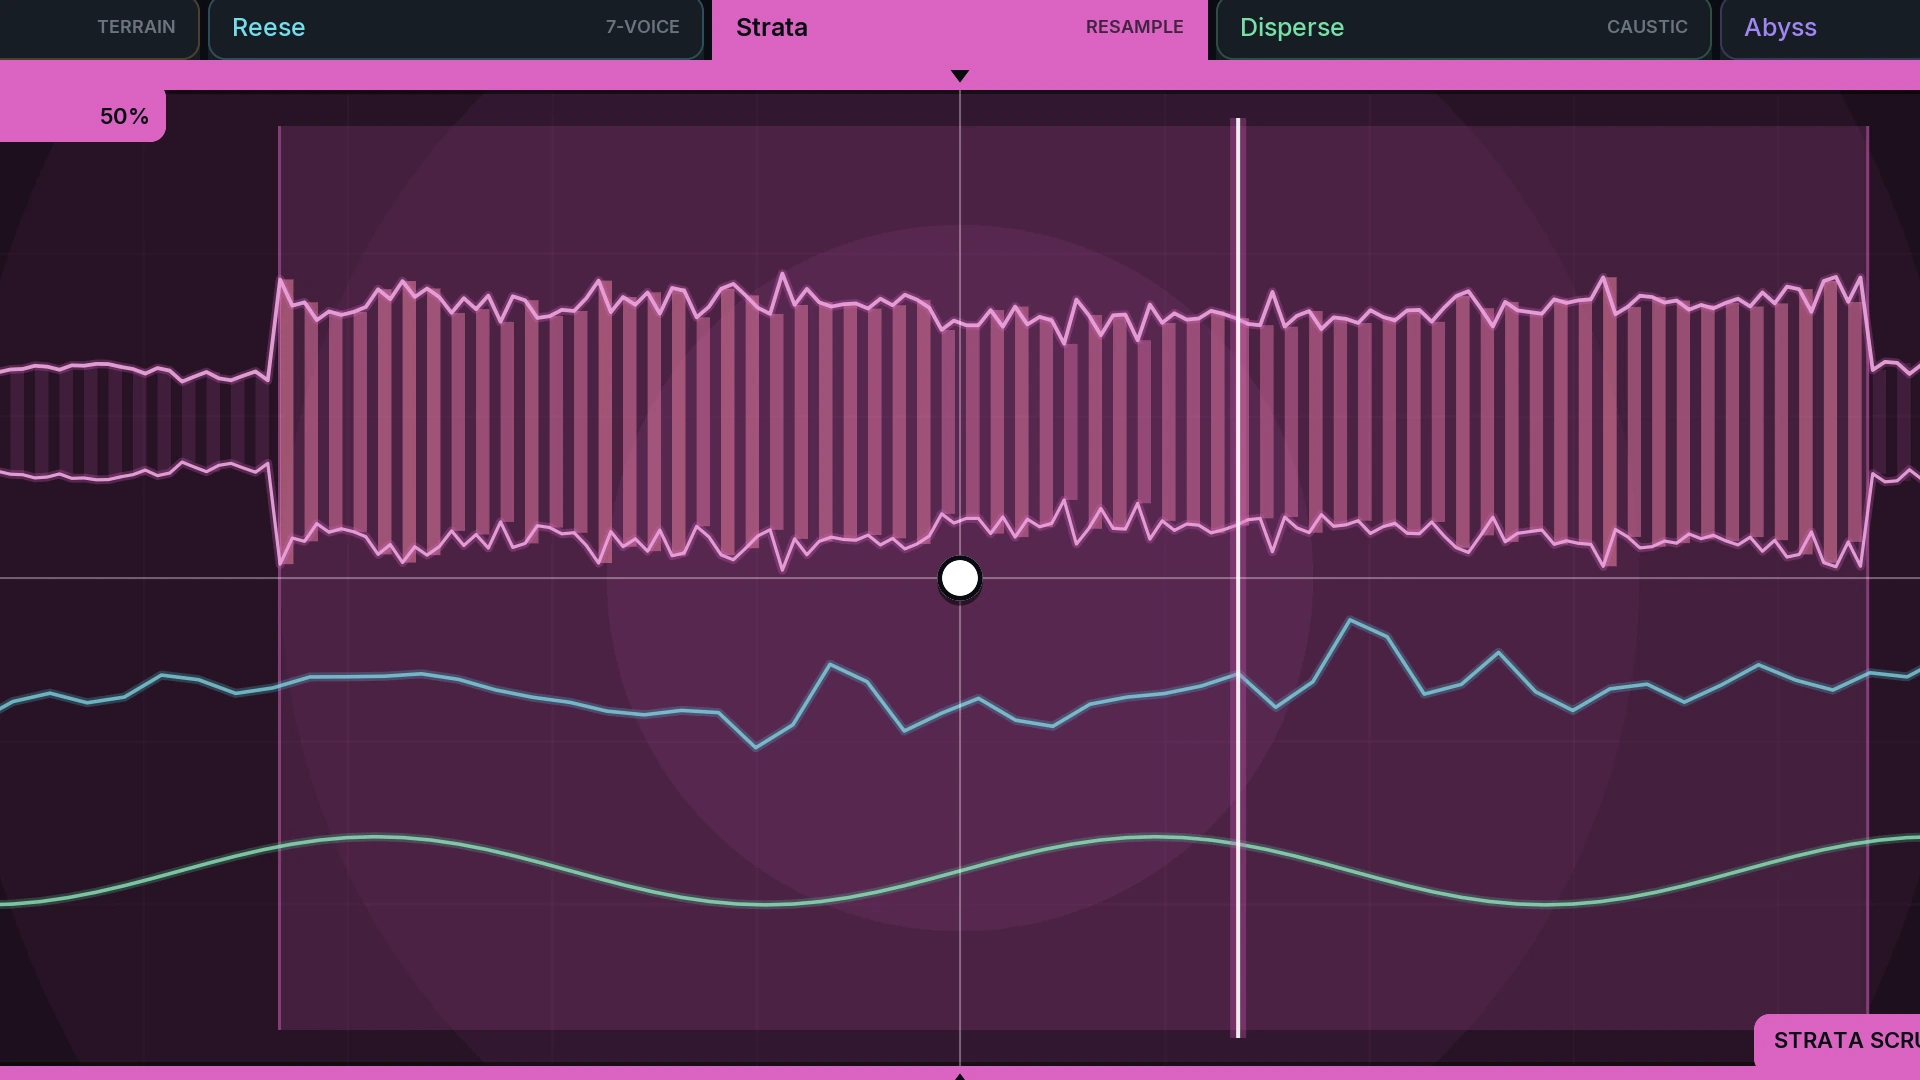 TERRAIN
Reese
7-VOICE
Strata
RESAMPLE
Disperse
CAUSTIC
Abyss
50%
STRATA SCRU